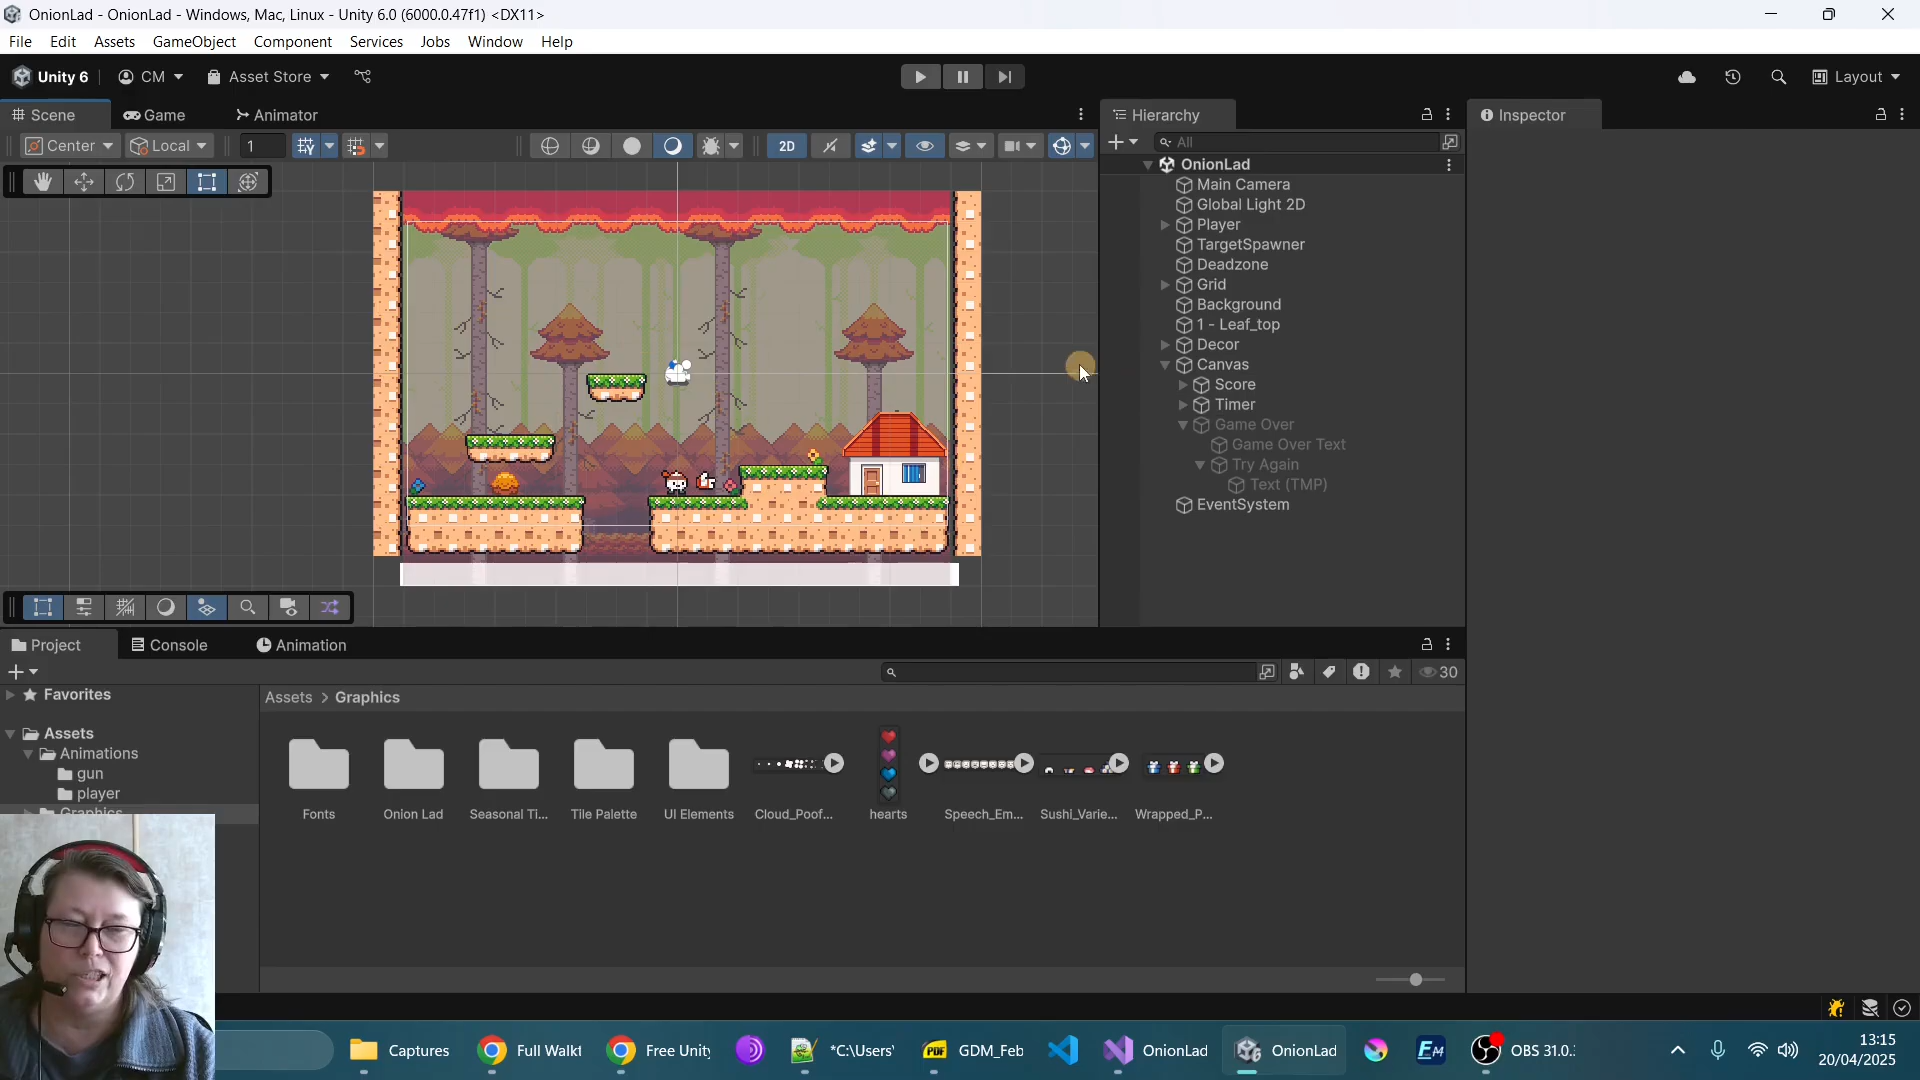 OnionLad - OnionLad - Windows, Mac, Linux - Unity 6.0 (6000.0.47f1) <DX11>
File Edit Assets GameObject Component Services Jobs Window Help
Unity 6 CM Asset Store Layout
Scene Game Animator
Center Local 1 2D
Hierarchy
All
OnionLad
Main Camera
Global Light 2D
Player
TargetSpawner
Deadzone
Grid
Background
1 - Leaf_top
Decor
Canvas
Score
Timer
Game Over
Game Over Text
Try Again
Text (TMP)
EventSystem
Inspector
Project Console Animation
30
Favorites
Assets
Animations
gun
player
Graphics
Assets > Graphics
Fonts
Onion Lad
Seasonal Ti...
Tile Palette
UI Elements
Cloud_Poof...
hearts
Speech_Em...
Sushi_Varie...
Wrapped_P...
Captures
Full Walkt
Free Unity
*C:\Users'
PDF
GDM_Feb
OnionLad
OnionLad
OBS 31.0.
13:15
20/04/2025